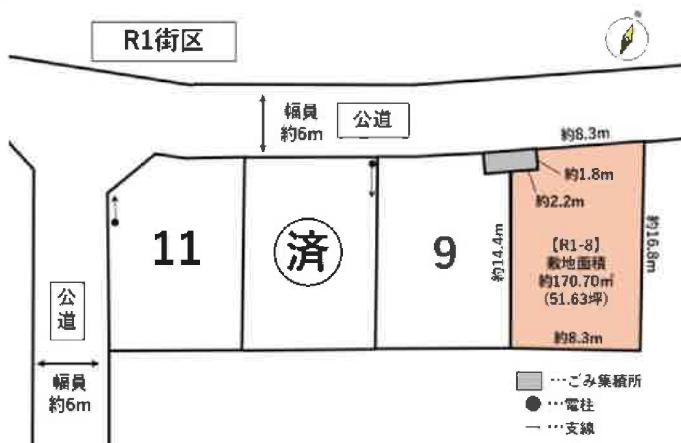 R1街区
幅員
約6m
公道
約8.3m
約1.8m
約2.2m
11
済
9
約14.4m
【R1-8】
敷地面積
約170.70㎡
(51.63坪)
約16.8m
約8.3m
公道
幅員
約6m
…ごみ集積所
…電柱
…支線